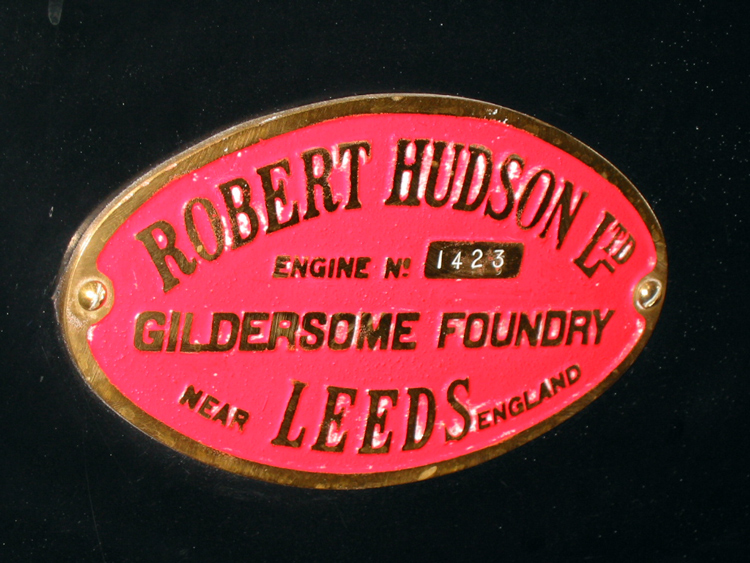 ROBERT HUDSON LTD
ENGINE No. 1423
GILDERSOME FOUNDRY
NEAR LEEDS ENGLAND